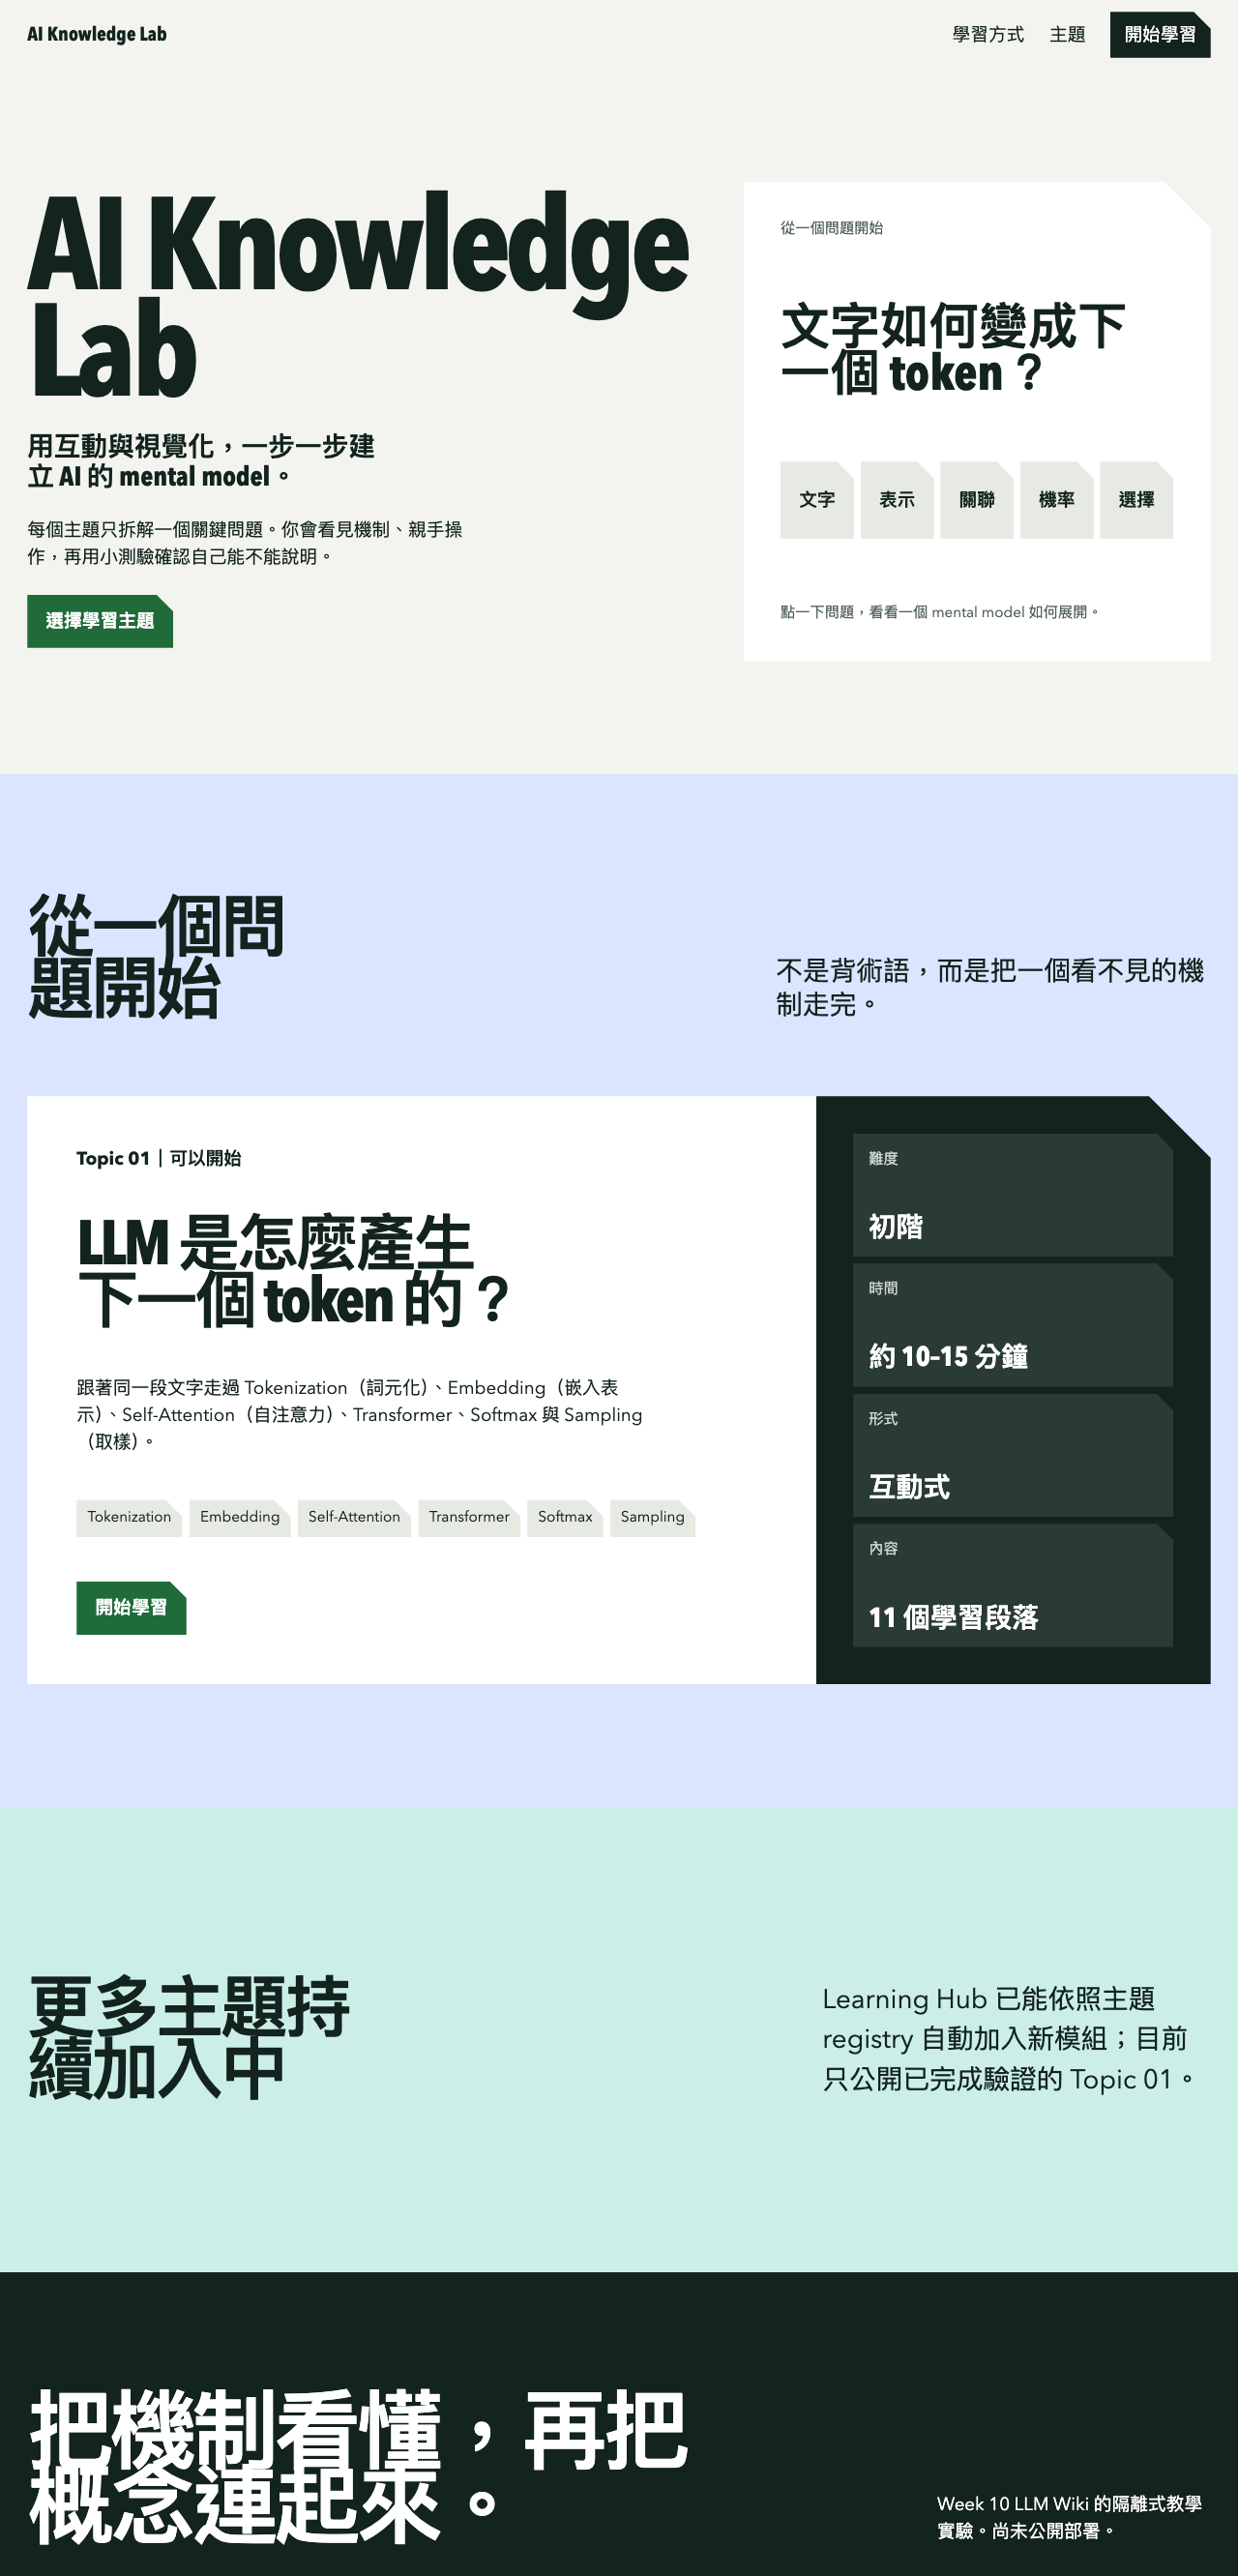 AI Knowledge Lab
學習方式
主題
開始學習
AI Knowledge
Lab
用互動與視覺化，一步一步建
立 AI 的 mental model。
每個主題只拆解一個關鍵問題。你會看見機制、親手操
作，再用小測驗確認自己能不能說明。
選擇學習主題
從一個問題開始
文字如何變成下
一個 token？
文字
表示
關聯
機率
選擇
點一下問題，看看一個 mental model 如何展開。
從一個問
題開始
不是背術語，而是把一個看不見的機
制走完。
Topic 01｜可以開始
LLM 是怎麼產生
下一個 token 的？
跟著同一段文字走過 Tokenization（詞元化）、Embedding（嵌入表
示）、Self-Attention（自注意力）、Transformer、Softmax 與 Sampling
（取樣）。
Tokenization
Embedding
Self-Attention
Transformer
Softmax
Sampling
開始學習
難度
初階
時間
約 10–15 分鐘
形式
互動式
內容
11 個學習段落
更多主題持
續加入中
Learning Hub 已能依照主題
registry 自動加入新模組；目前
只公開已完成驗證的 Topic 01。
把機制看懂，再把
概念連起來。
Week 10 LLM Wiki 的隔離式教學
實驗。尚未公開部署。